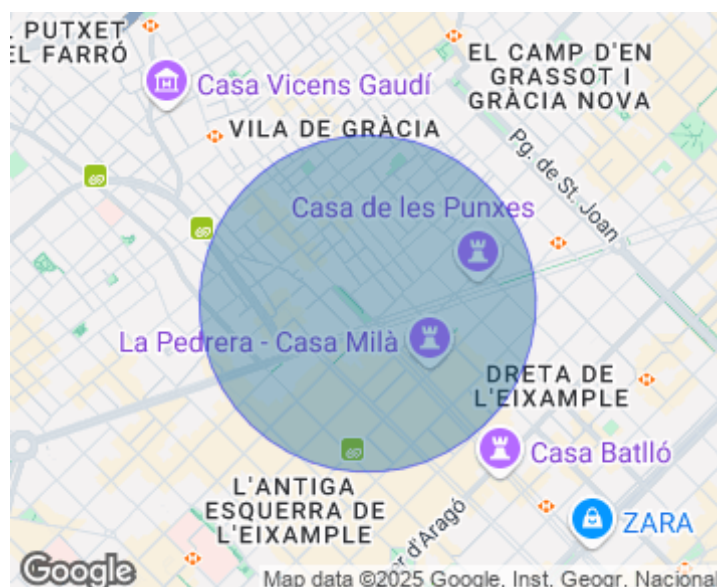 PUTXET
EL FARRÓ
Casa Vicens Gaudí
EL CAMP D'EN
GRASSOT I
GRÀCIA NOVA
VILA DE GRÀCIA
Pg. de St. Joan
Casa de les Punxes
La Pedrera - Casa Milà
DRETA DE
L'EIXAMPLE
Casa Batlló
L'ANTIGA
ESQUERRA DE
L'EIXAMPLE
er d'Aragó
ZARA
Google
Map data ©2025 Google, Inst. Geogr. Nacional